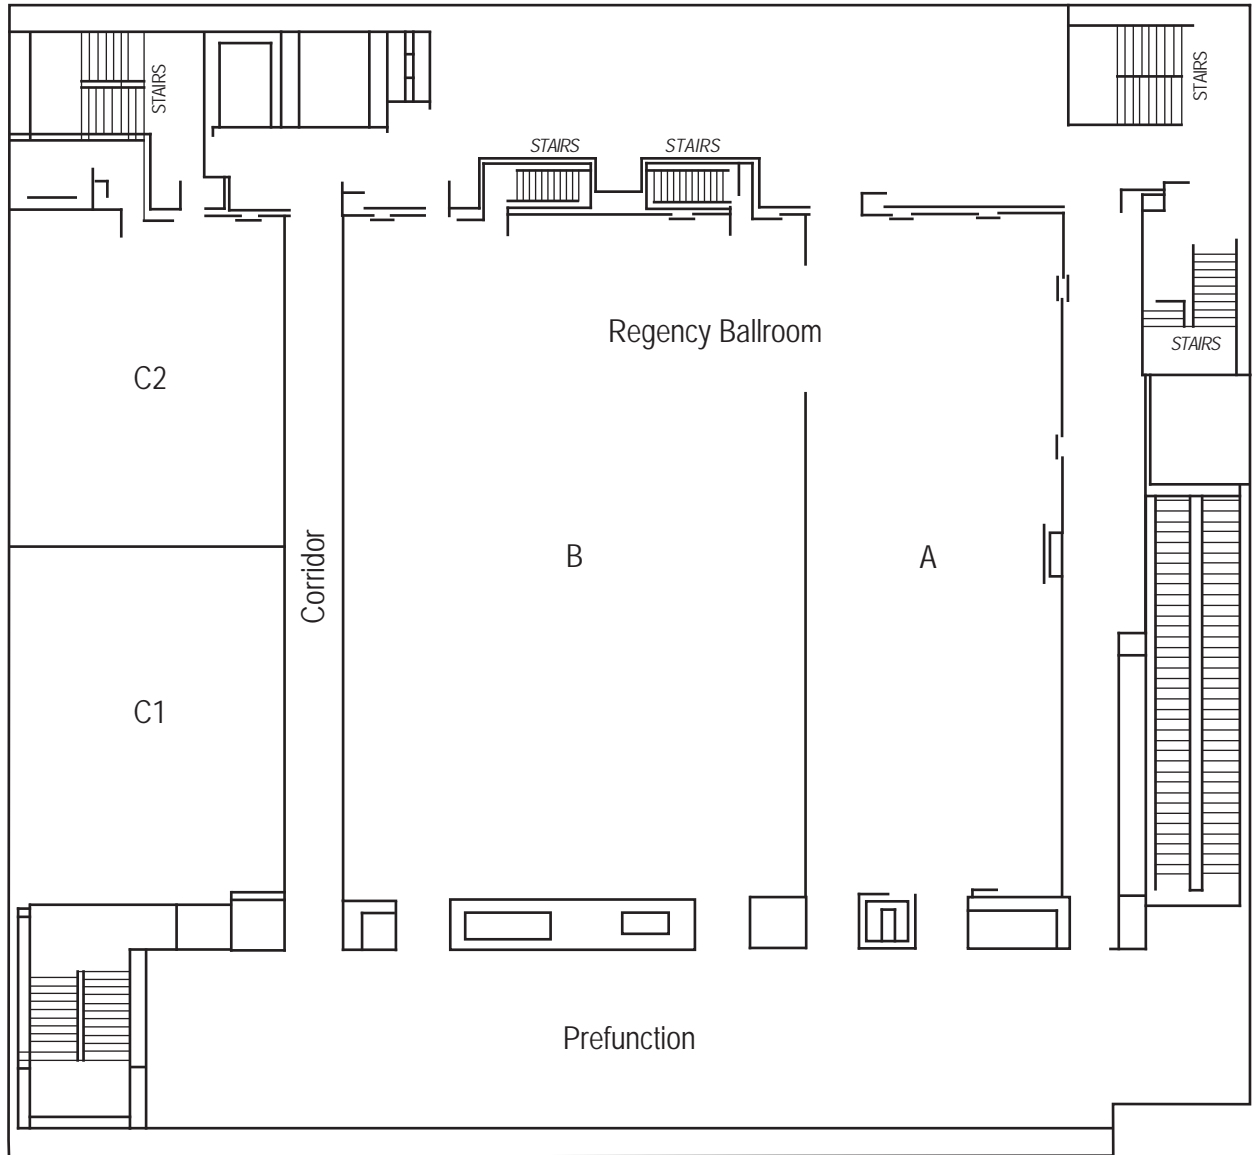 STAIRS
STAIRS
STAIRS
STAIRS
Regency Ballroom
STAIRS
C2
Corridor
B
A
C1
Prefunction